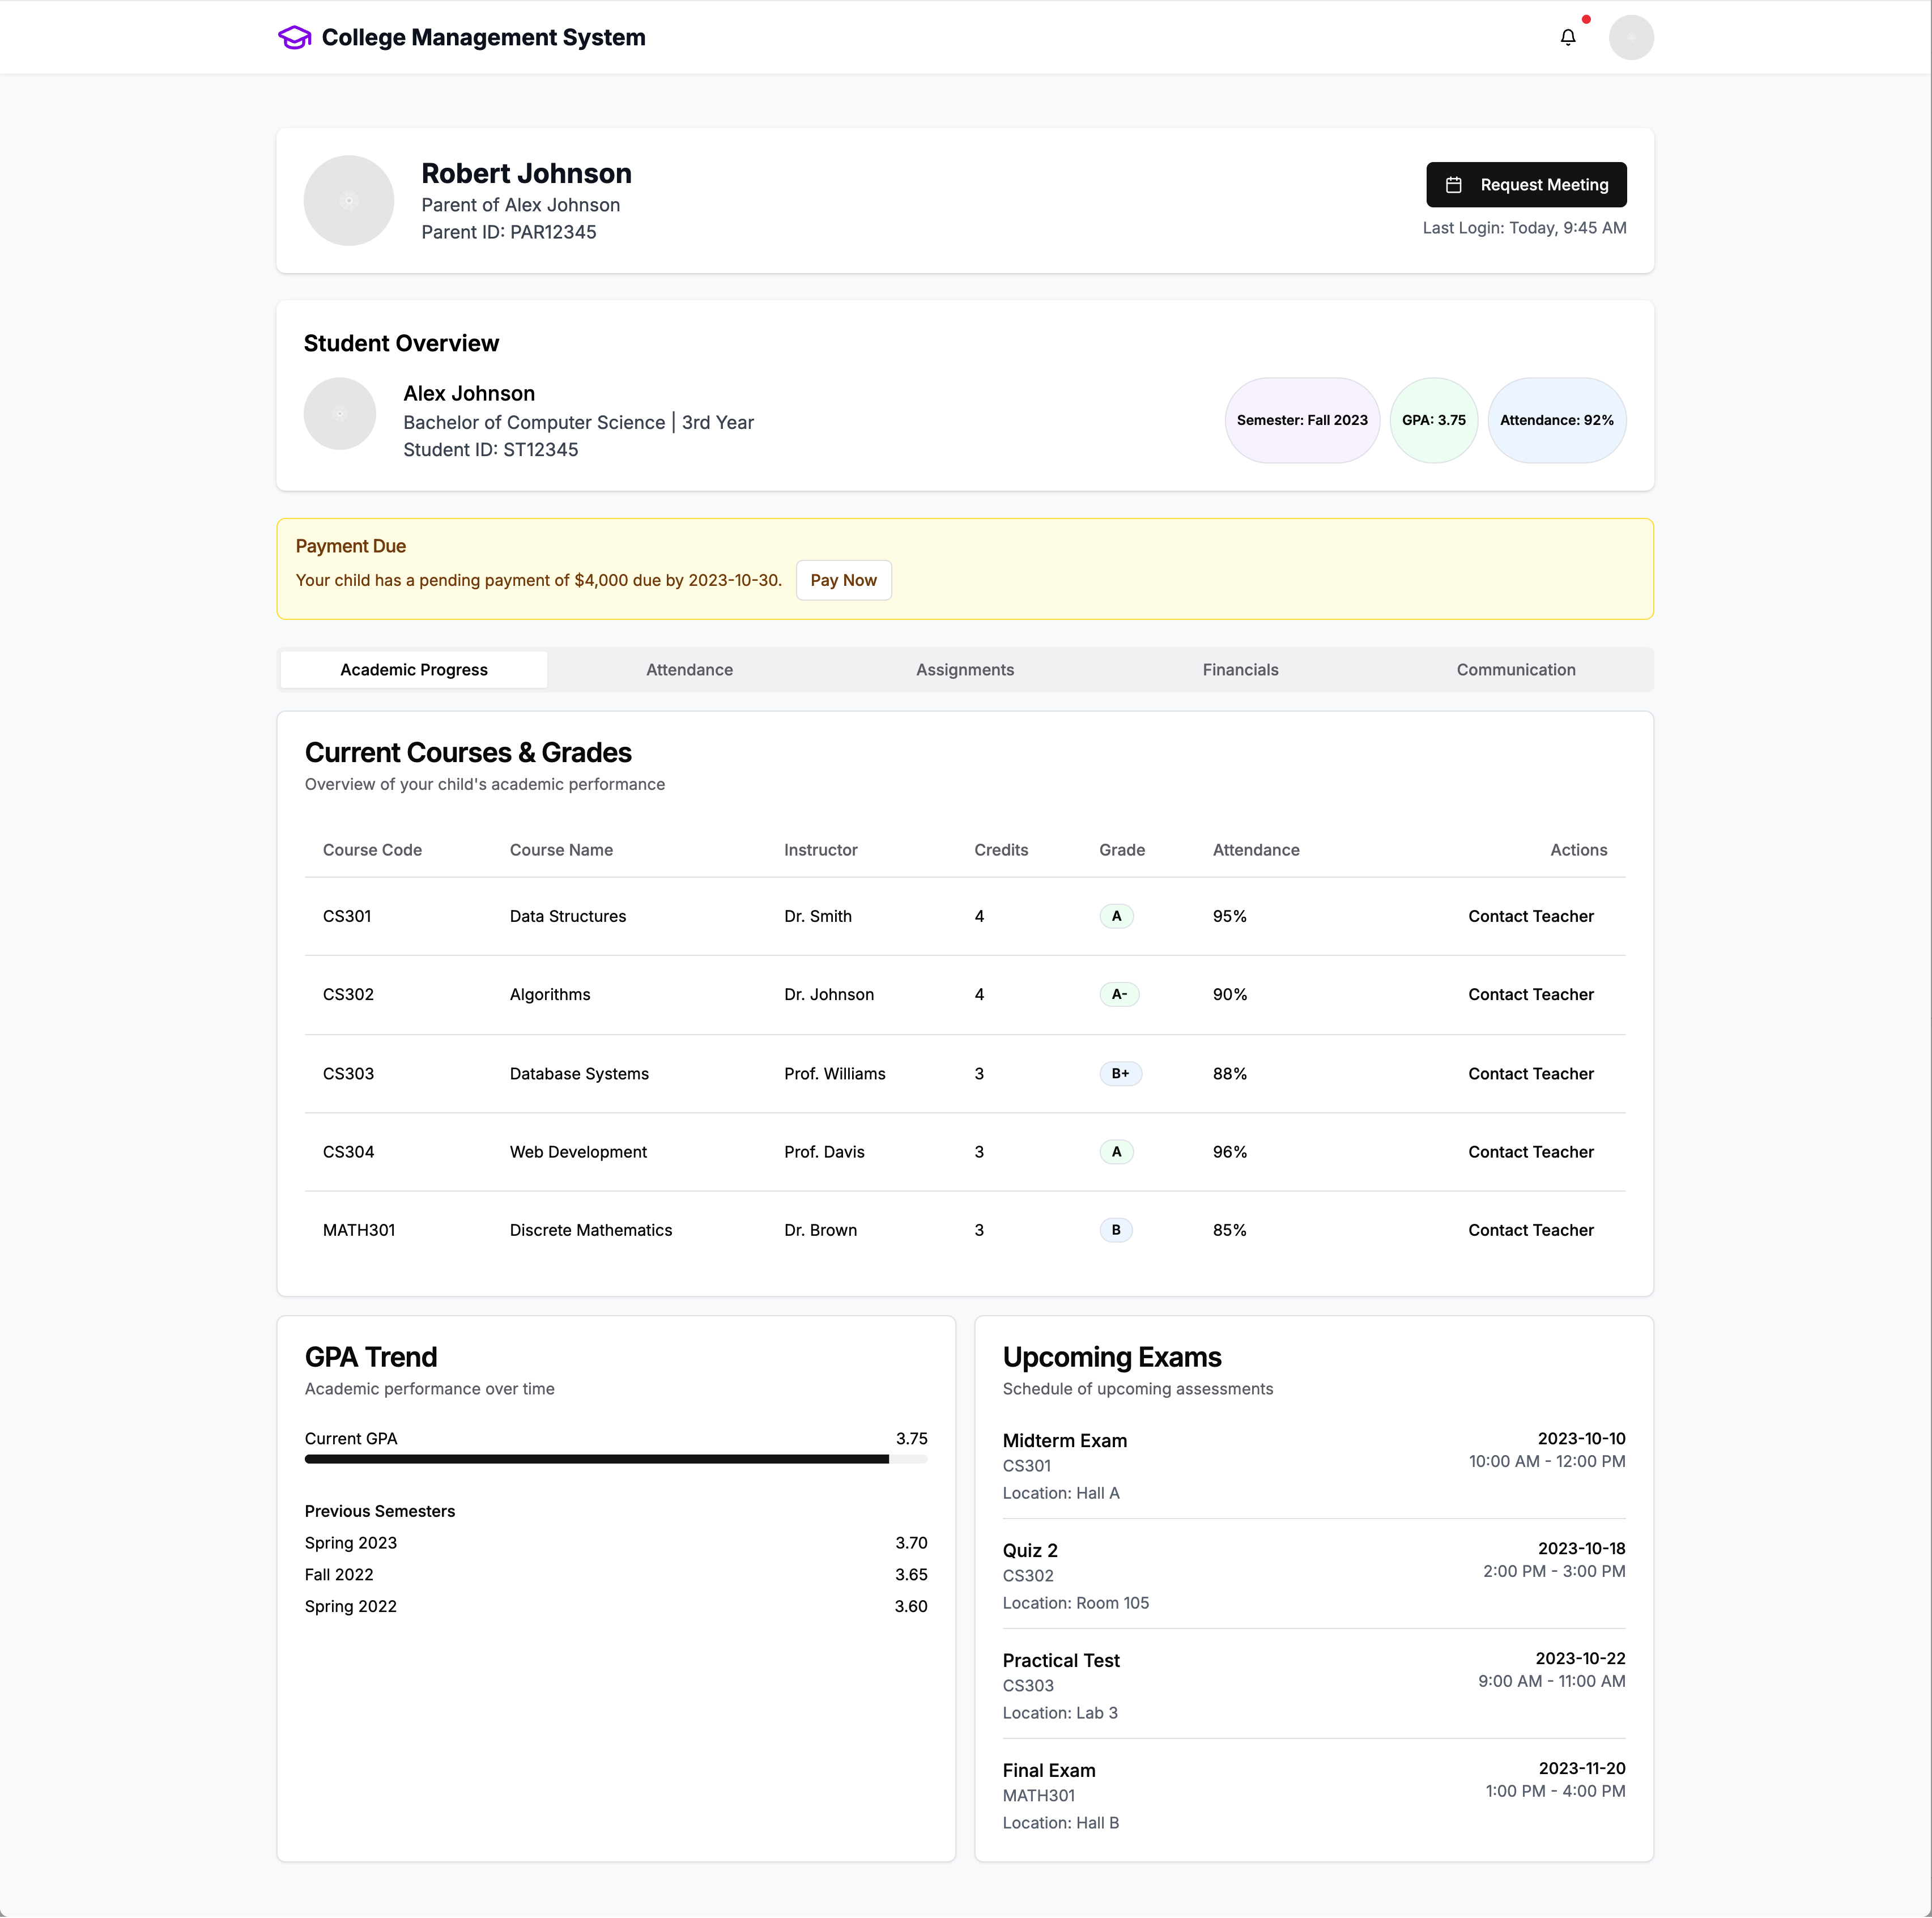 College Management System
Robert Johnson
Parent of Alex Johnson
Parent ID: PAR12345
Request Meeting
Last Login: Today, 9:45 AM
Student Overview
Alex Johnson
Bachelor of Computer Science | 3rd Year
Student ID: ST12345
Semester: Fall 2023 GPA: 3.75 Attendance: 92%
Payment Due
Your child has a pending payment of $4,000 due by 2023-10-30. Pay Now
Academic Progress Attendance Assignments Financials Communication
Current Courses & Grades
Overview of your child's academic performance
Course Code Course Name Instructor Credits Grade Attendance Actions
CS301 Data Structures Dr. Smith 4 A 95% Contact Teacher
CS302 Algorithms Dr. Johnson 4 A- 90% Contact Teacher
CS303 Database Systems Prof. Williams 3 B+ 88% Contact Teacher
CS304 Web Development Prof. Davis 3 A 96% Contact Teacher
MATH301 Discrete Mathematics Dr. Brown 3 B 85% Contact Teacher
GPA Trend
Academic performance over time
Current GPA 3.75
Previous Semesters
Spring 2023 3.70
Fall 2022 3.65
Spring 2022 3.60
Upcoming Exams
Schedule of upcoming assessments
Midterm Exam 2023-10-10
CS301 10:00 AM - 12:00 PM
Location: Hall A
Quiz 2 2023-10-18
CS302 2:00 PM - 3:00 PM
Location: Room 105
Practical Test 2023-10-22
CS303 9:00 AM - 11:00 AM
Location: Lab 3
Final Exam 2023-11-20
MATH301 1:00 PM - 4:00 PM
Location: Hall B